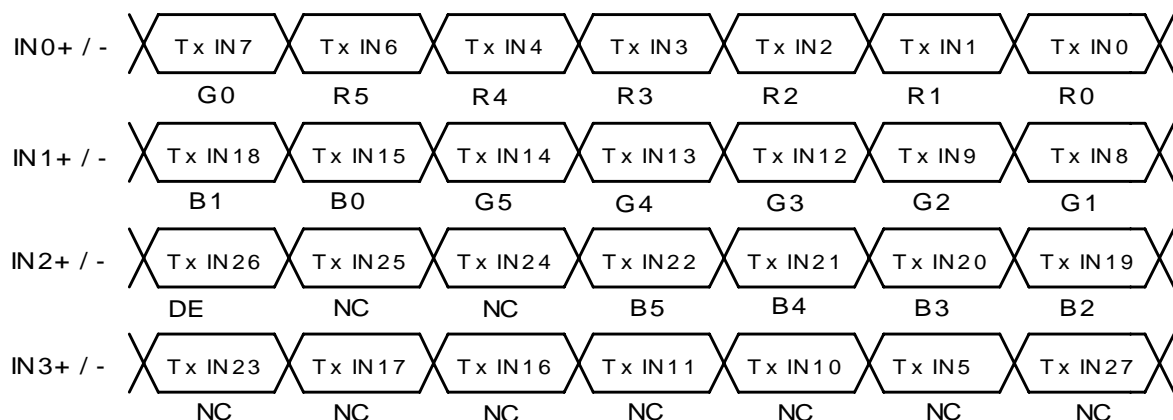 IN0+ / - Tx IN7 Tx IN6 Tx IN4 Tx IN3 Tx IN2 Tx IN1 Tx IN0
G0 R5 R4 R3 R2 R1 R0
IN1+ / - Tx IN18 Tx IN15 Tx IN14 Tx IN13 Tx IN12 Tx IN9 Tx IN8
B1 B0 G5 G4 G3 G2 G1
IN2+ / - Tx IN26 Tx IN25 Tx IN24 Tx IN22 Tx IN21 Tx IN20 Tx IN19
DE NC NC B5 B4 B3 B2
IN3+ / - Tx IN23 Tx IN17 Tx IN16 Tx IN11 Tx IN10 Tx IN5 Tx IN27
NC NC NC NC NC NC NC